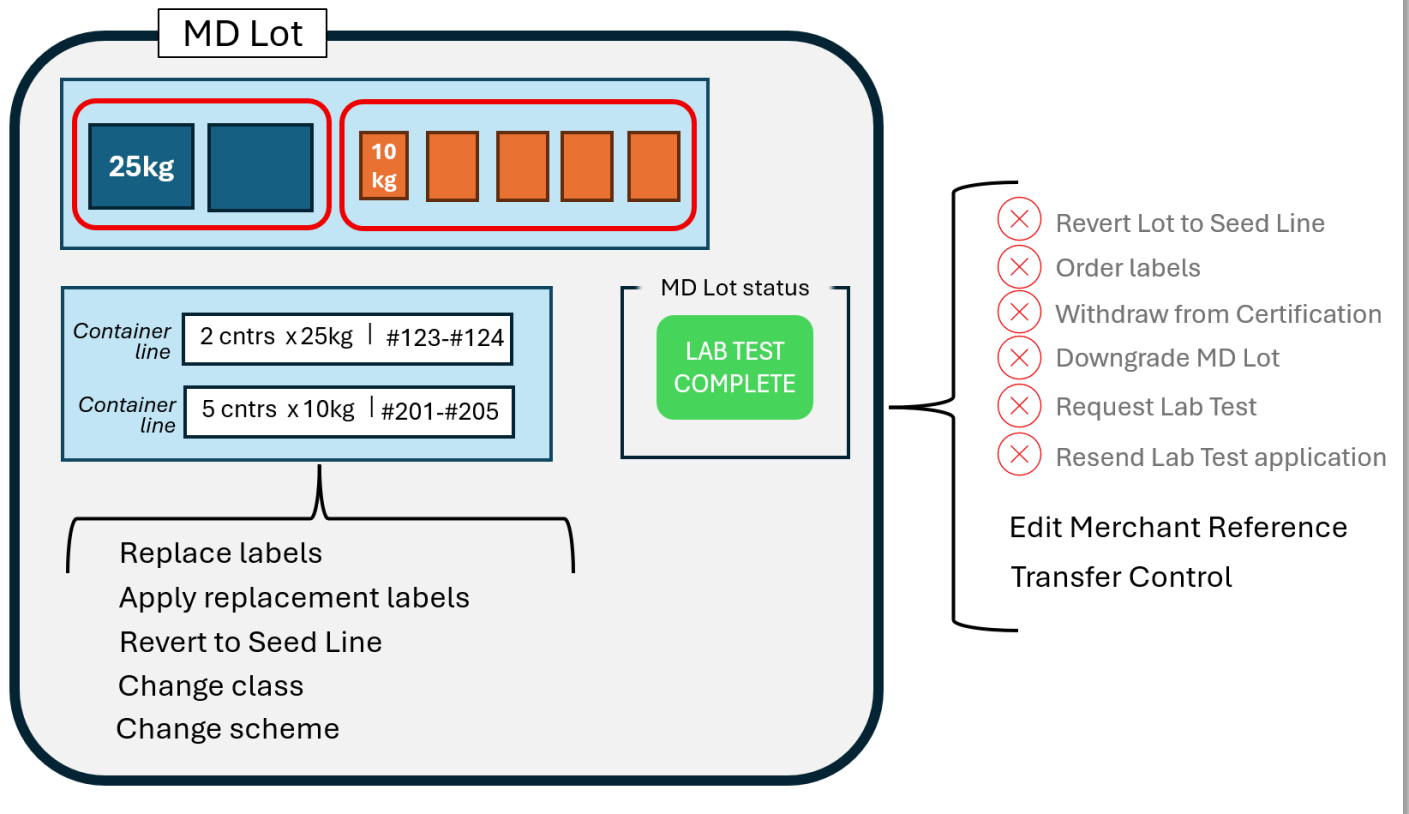 MD Lot
25kg
10
kg
Container
line
2 cntrs x 25kg | #123-#124
Container
line
5 cntrs x 10kg | #201-#205
MD Lot status
LAB TEST
COMPLETE
Replace labels
Apply replacement labels
Revert to Seed Line
Change class
Change scheme
Revert Lot to Seed Line
Order labels
Withdraw from Certification
Downgrade MD Lot
Request Lab Test
Resend Lab Test application
Edit Merchant Reference
Transfer Control